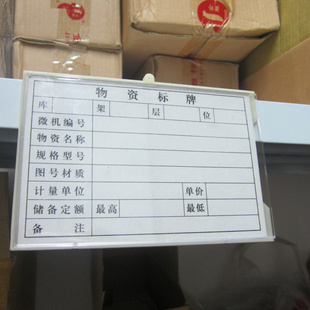 物资标牌
库 架 层 位
微机编号
物资名称
规格型号
图号材质
计量单位 单价
储备定额 最高 最低
备注